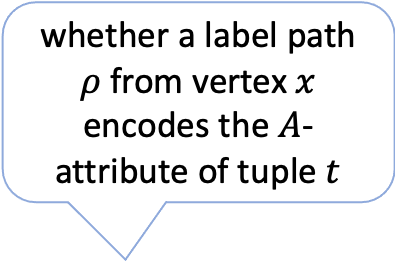 whether a label path
𝜌 from vertex 𝑥
encodes the 𝐴-
attribute of tuple 𝑡